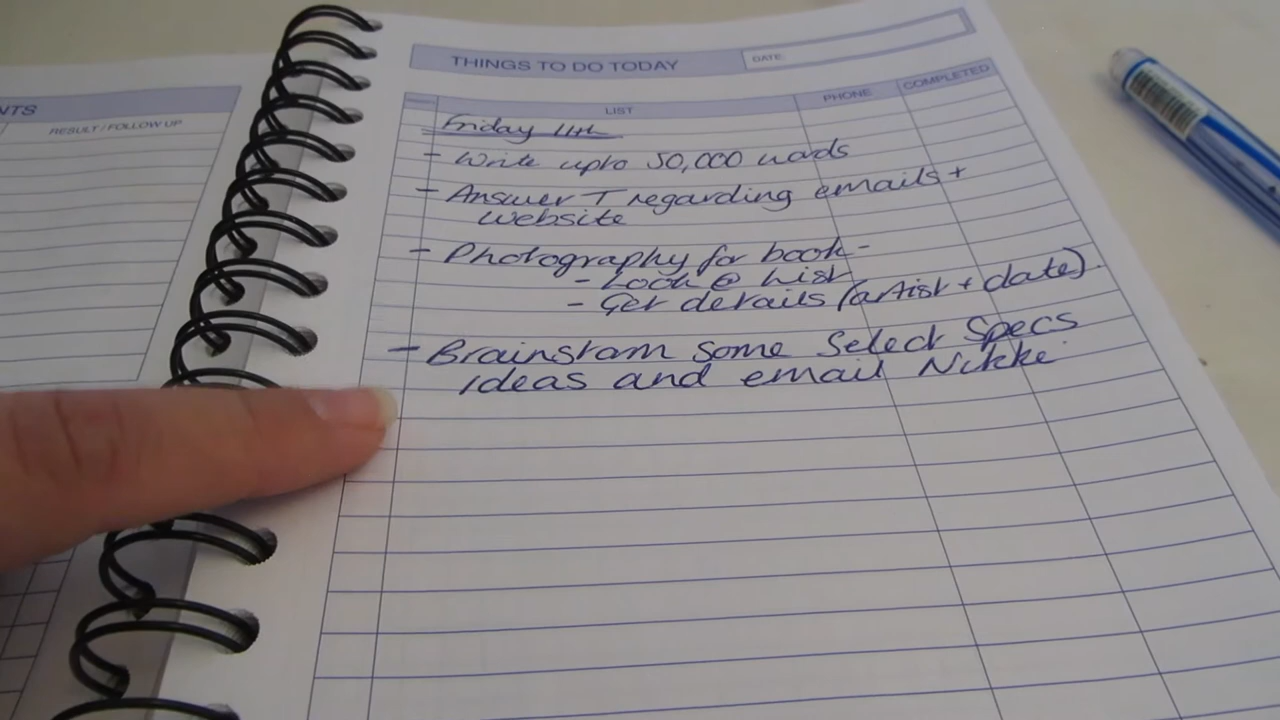 NTS
RESULT / FOLLOW UP
THINGS TO DO TODAY
DATE:
LIST
PHONE
COMPLETED
Friday 11th
- Write upto 50,000 words
- Answer T regarding emails +
website
- Photography for book -
- Look @ List
- Get details (artist + date).
- Brainstorm some Select Specs
ideas and email Nikke